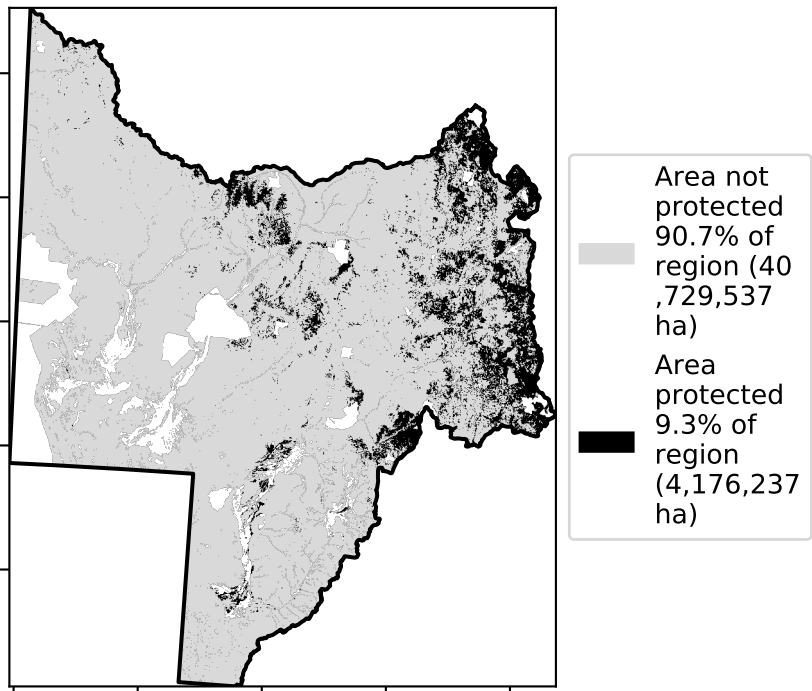 Area not
protected
90.7% of
region (40
,729,537
ha)
Area
protected
9.3% of
region
(4,176,237
ha)